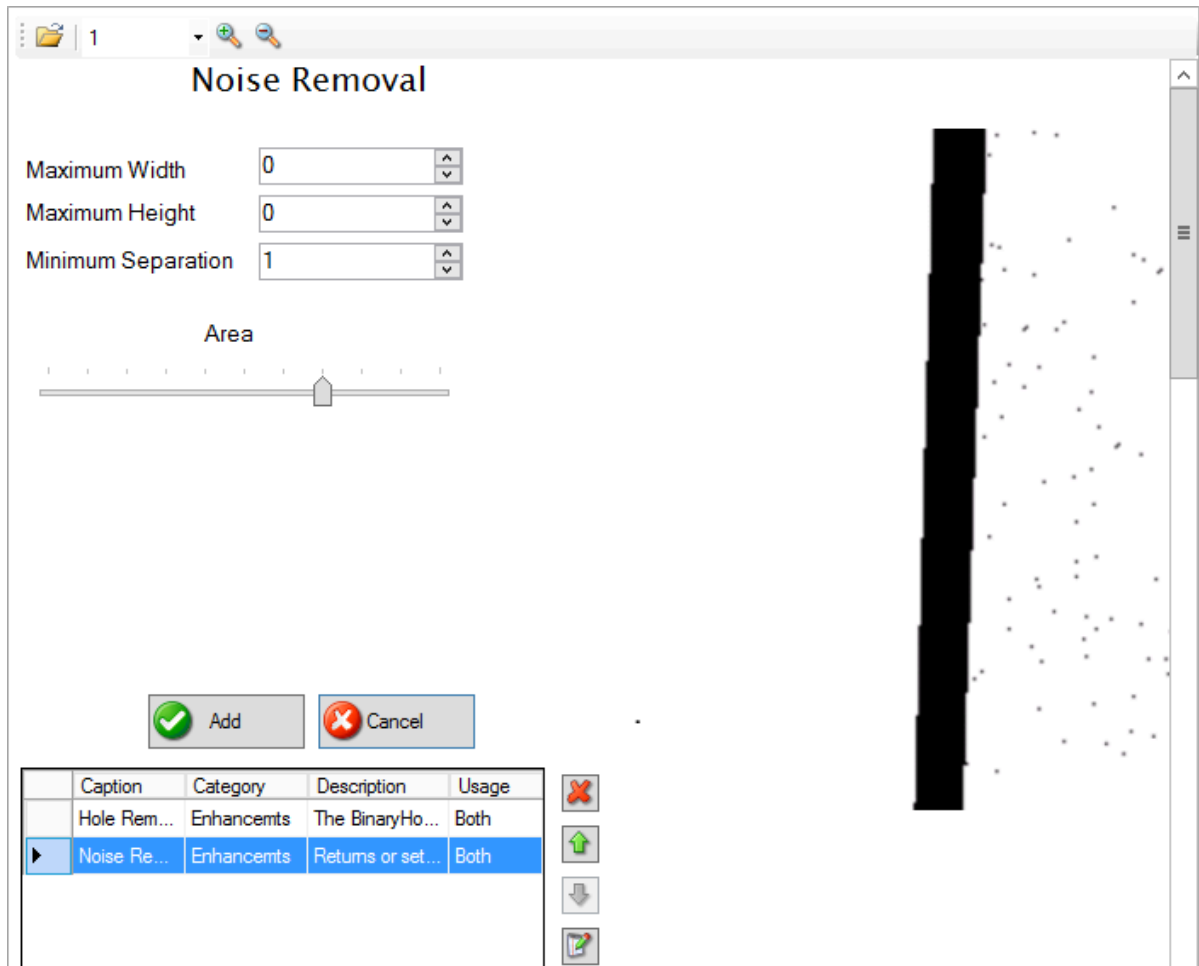 1
Noise Removal
Maximum Width 0
Maximum Height 0
Minimum Separation 1
Area
Add Cancel
Caption Category Description Usage
Hole Rem... Enhancemts The BinaryHo... Both
Noise Re... Enhancemts Returns or set... Both